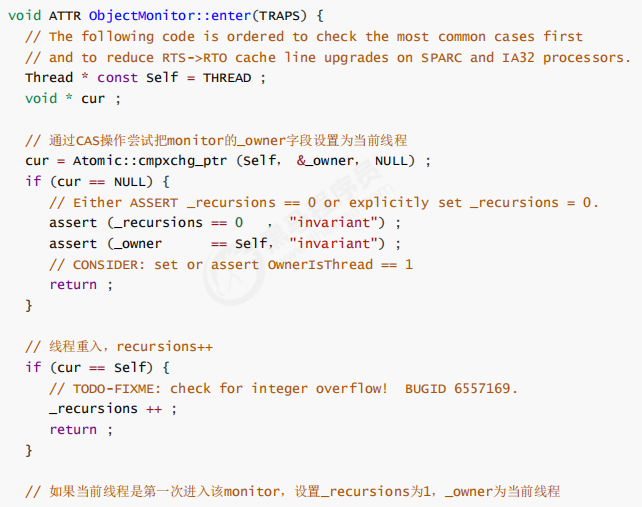 void ATTR ObjectMonitor::enter(TRAPS) {
// The following code is ordered to check the most common cases first
// and to reduce RTS->RTO cache line upgrades on SPARC and IA32 processors.
Thread * const Self = THREAD ;
void * cur ;
// 通过CAS操作尝试把monitor的_owner字段设置为当前线程
cur = Atomic::cmpxchg_ptr (Self, &_owner, NULL) ;
if (cur == NULL) {
// Either ASSERT _recursions == 0 or explicitly set _recursions = 0.
assert (_recursions == 0 , "invariant") ;
assert (_owner == Self, "invariant") ;
// CONSIDER: set or assert OwnerIsThread == 1
return ;
}
// 线程重入，recursions++
if (cur == Self) {
// TODO-FIXME: check for integer overflow! BUGID 6557169.
_recursions ++ ;
return ;
}
// 如果当前线程是第一次进入该monitor，设置_recursions为1，_owner为当前线程